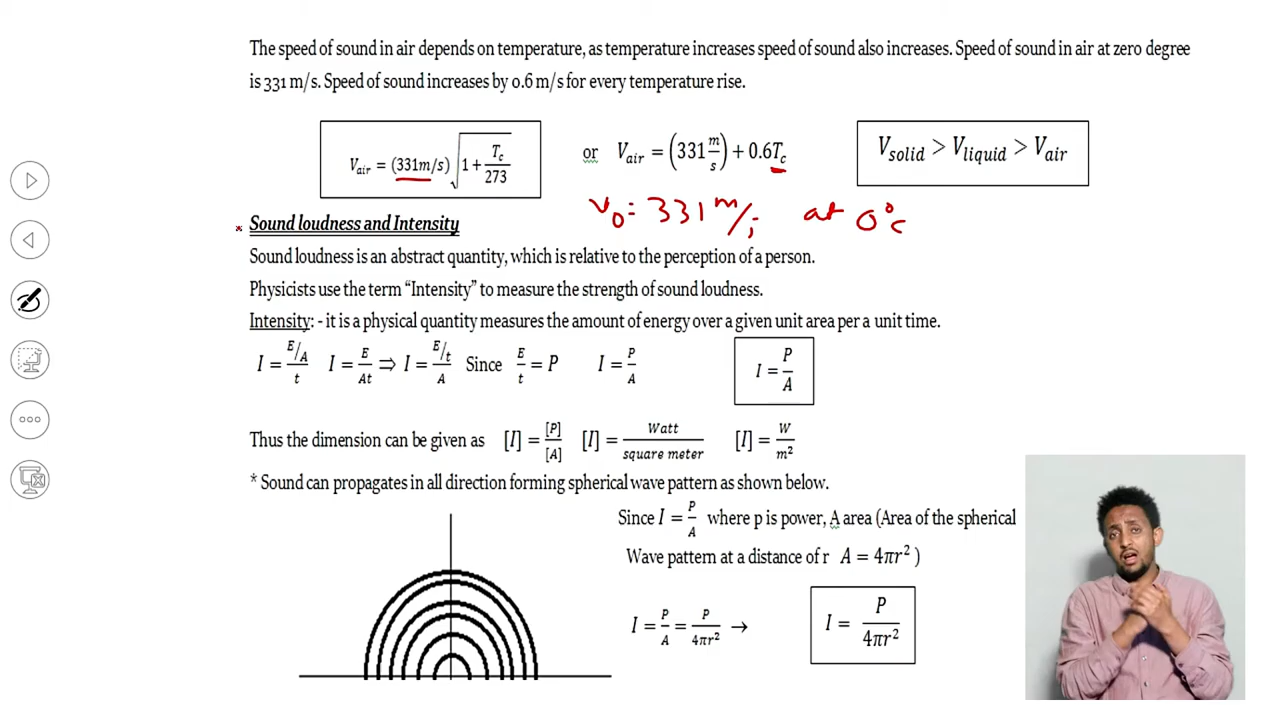 The speed of sound in air depends on temperature, as temperature increases speed of sound also increases. Speed of sound in air at zero degree
is 331 m/s. Speed of sound increases by 0.6 m/s for every temperature rise.
V_air = (331m/s) √(1 + T_c/273) or V_air = (331 m/s) + 0.6T_c V_solid > V_liquid > V_air
v_0 = 331 m/s at 0°c
Sound loudness and Intensity
Sound loudness is an abstract quantity, which is relative to the perception of a person.
Physicists use the term “Intensity” to measure the strength of sound loudness.
Intensity: - it is a physical quantity measures the amount of energy over a given unit area per a unit time.
I = (E/A)/t I = E/At ⇒ I = (E/t)/A Since E/t = P I = P/A I = P/A
Thus the dimension can be given as [I] = [P]/[A] [I] = Watt/square meter [I] = W/m²
* Sound can propagates in all direction forming spherical wave pattern as shown below.
Since I = P/A where p is power, A area (Area of the spherical
Wave pattern at a distance of r A = 4πr² )
I = P/A = P/4πr² → I = P/4πr²